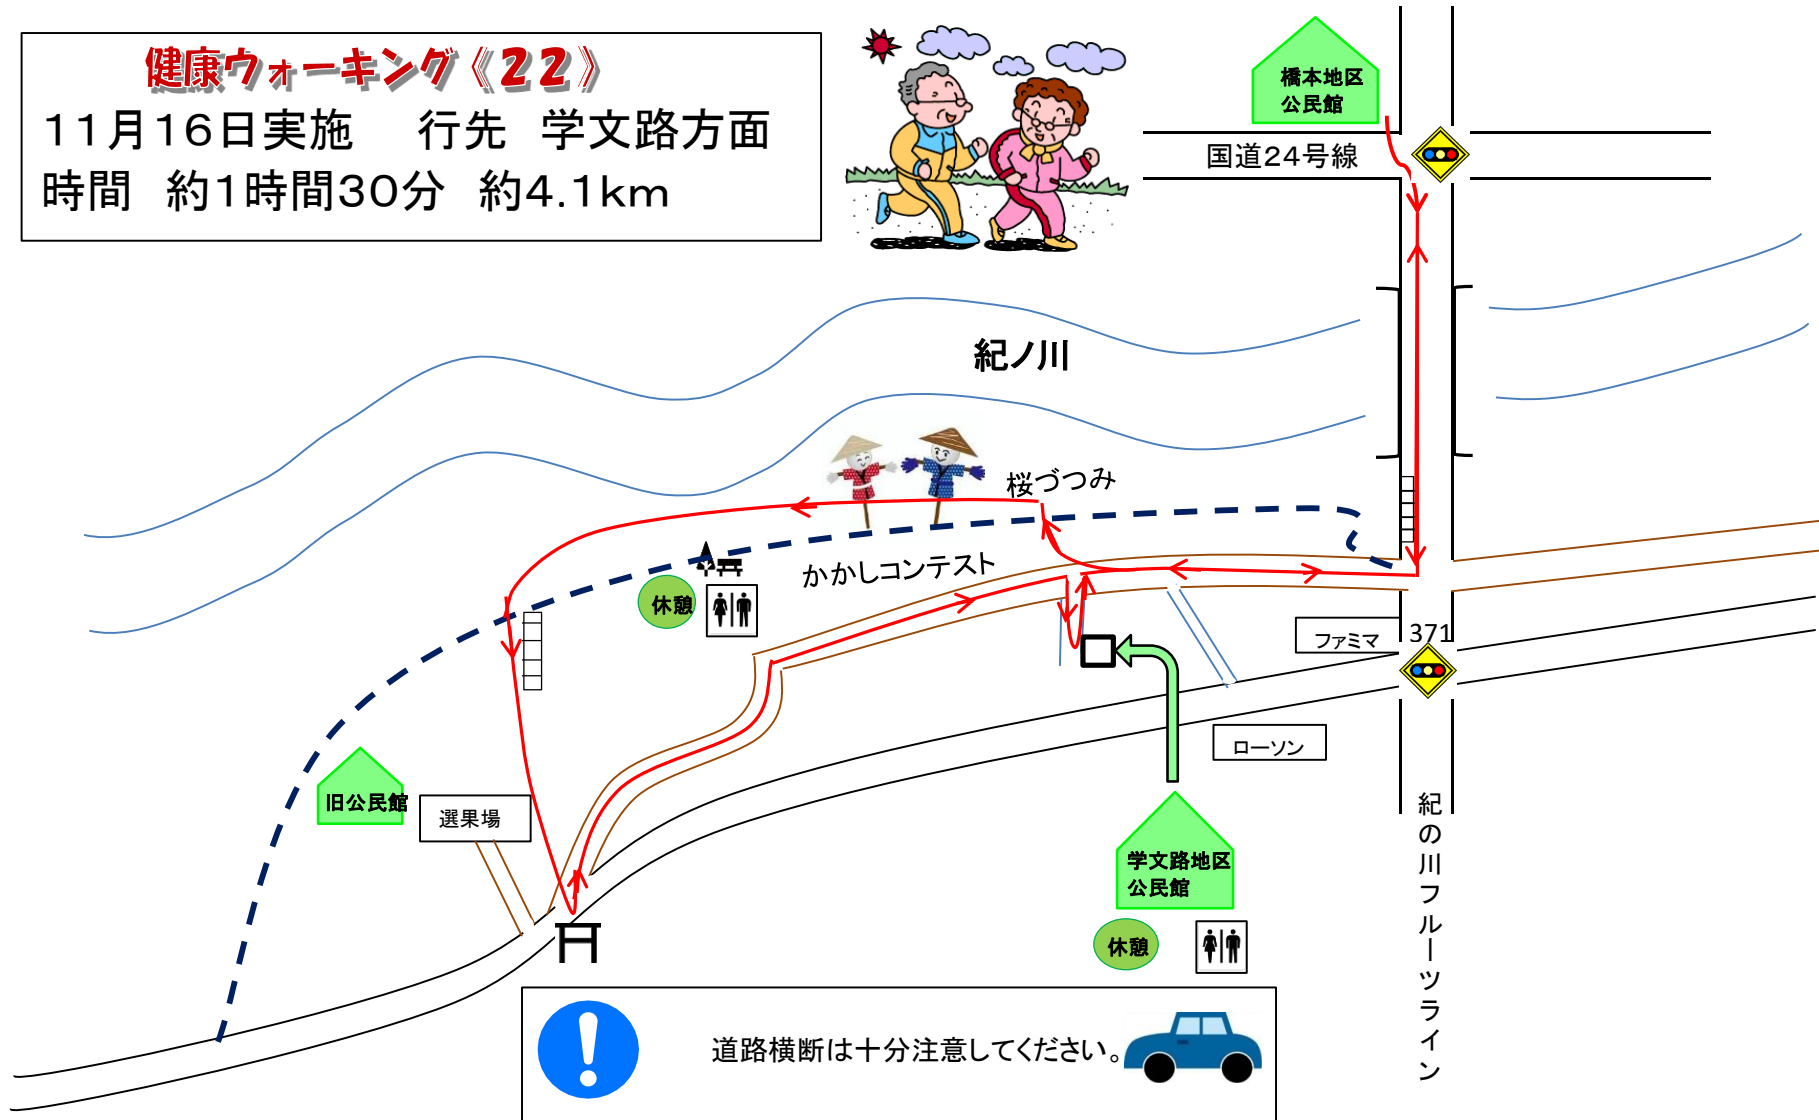 健康ウォーキング《22》
11月16日実施　行先　学文路方面
時間　約1時間30分　約4.1km
橋本地区
公民館
国道24号線
紀ノ川
桜づつみ
かかしコンテスト
休憩
ファミマ
371
ローソン
旧公民館
選果場
学文路地区
公民館
休憩
紀の川フルーツライン
道路横断は十分注意してください。